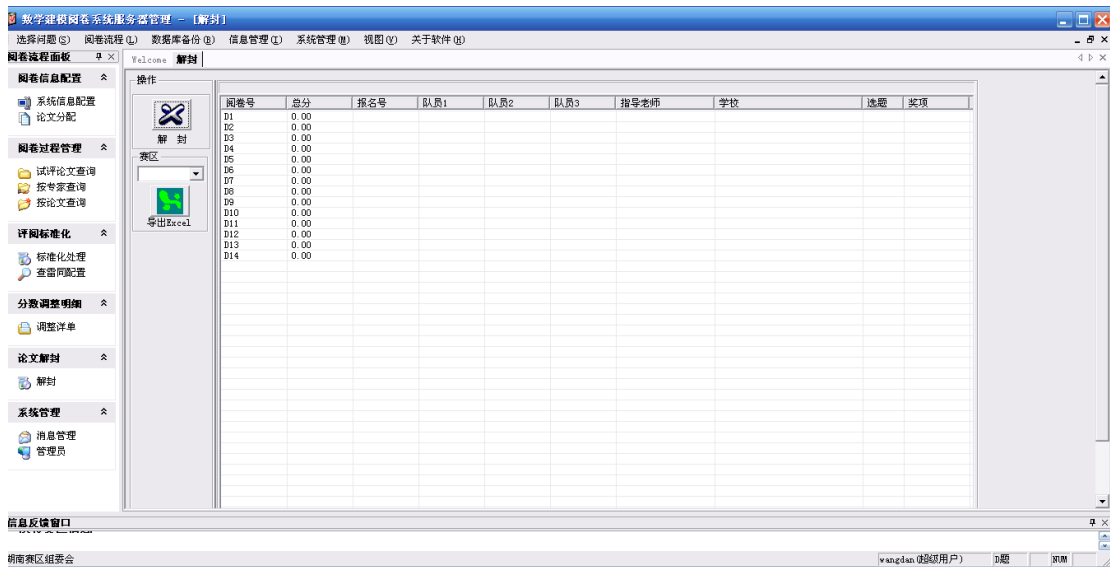 数学建模阅卷系统服务器管理 - [解封]
选择问题(S) 阅卷流程(L) 数据库备份(B) 信息管理(I) 系统管理(M) 视图(V) 关于软件(H)
阅卷流程面板
Welcome 解封
阅卷信息配置
系统信息配置
论文分配
阅卷过程管理
试评论文查询
按专家查询
按论文查询
评阅标准化
标准化处理
查雷同配置
分数调整明细
调整详单
论文解封
解封
系统管理
消息管理
管理员
操作
解 封
赛区
导出Excel
阅卷号 总分 报名号 队员1 队员2 队员3 指导老师 学校 选题 奖项
D1 0.00
D2 0.00
D3 0.00
D4 0.00
D5 0.00
D6 0.00
D7 0.00
D8 0.00
D9 0.00
D10 0.00
D11 0.00
D12 0.00
D13 0.00
D14 0.00
信息反馈窗口
湖南赛区组委会
wangdan(超级用户) D题 NUM